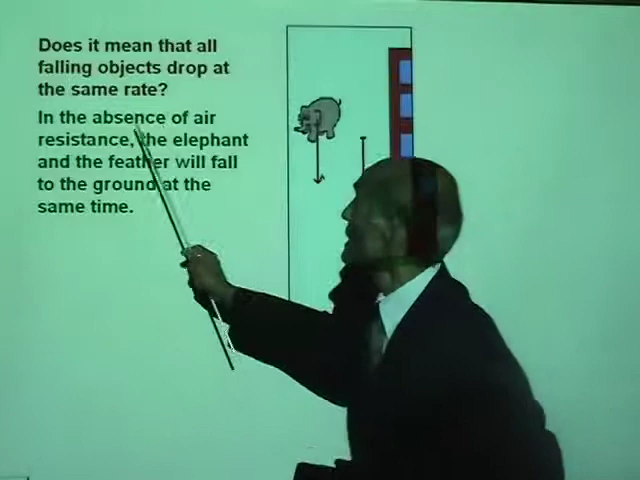 Does it mean that all
falling objects drop at
the same rate?
In the absence of air
resistance, the elephant
and the feather will fall
to the ground at the
same time.